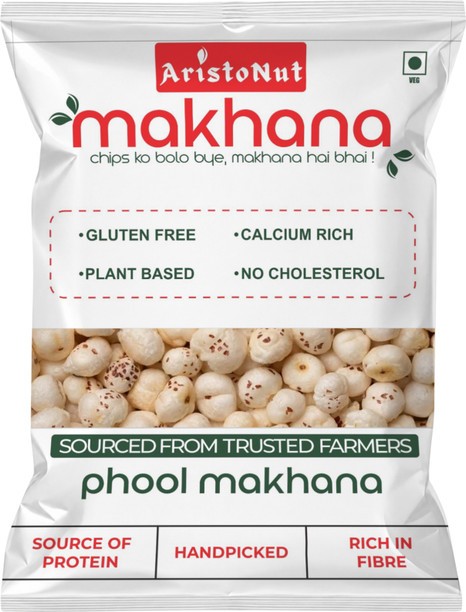 AristoNut
VEG
makhana
chips ko bolo bye, makhana hai bhai !
•GLUTEN FREE •CALCIUM RICH
•PLANT BASED •NO CHOLESTEROL
SOURCED FROM TRUSTED FARMERS
phool makhana
SOURCE OF PROTEIN
HANDPICKED
RICH IN FIBRE